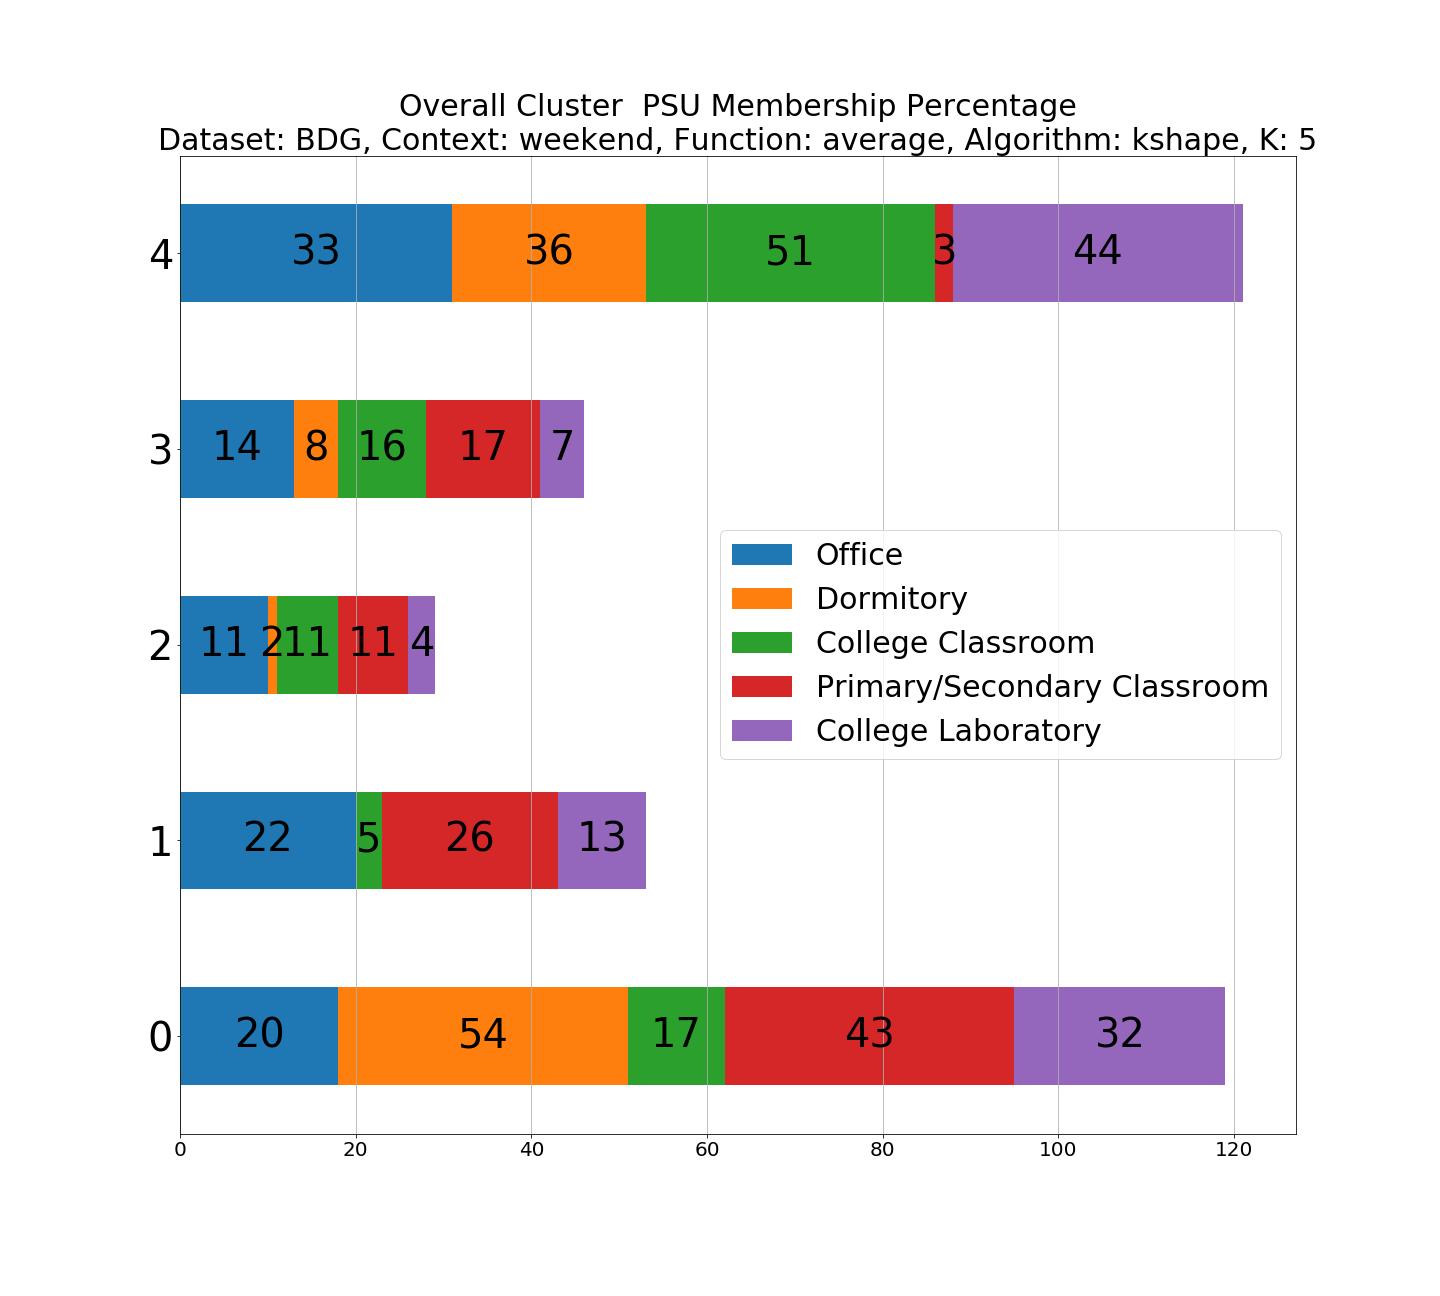 Overall Cluster  PSU Membership Percentage
Dataset: BDG, Context: weekend, Function: average, Algorithm: kshape, K: 5
4
33 36 51 3 44
3
14 8 16 17 7
2
11 2 11 11 4
1
22 5 26 13
0
20 54 17 43 32
Office
Dormitory
College Classroom
Primary/Secondary Classroom
College Laboratory
0 20 40 60 80 100 120